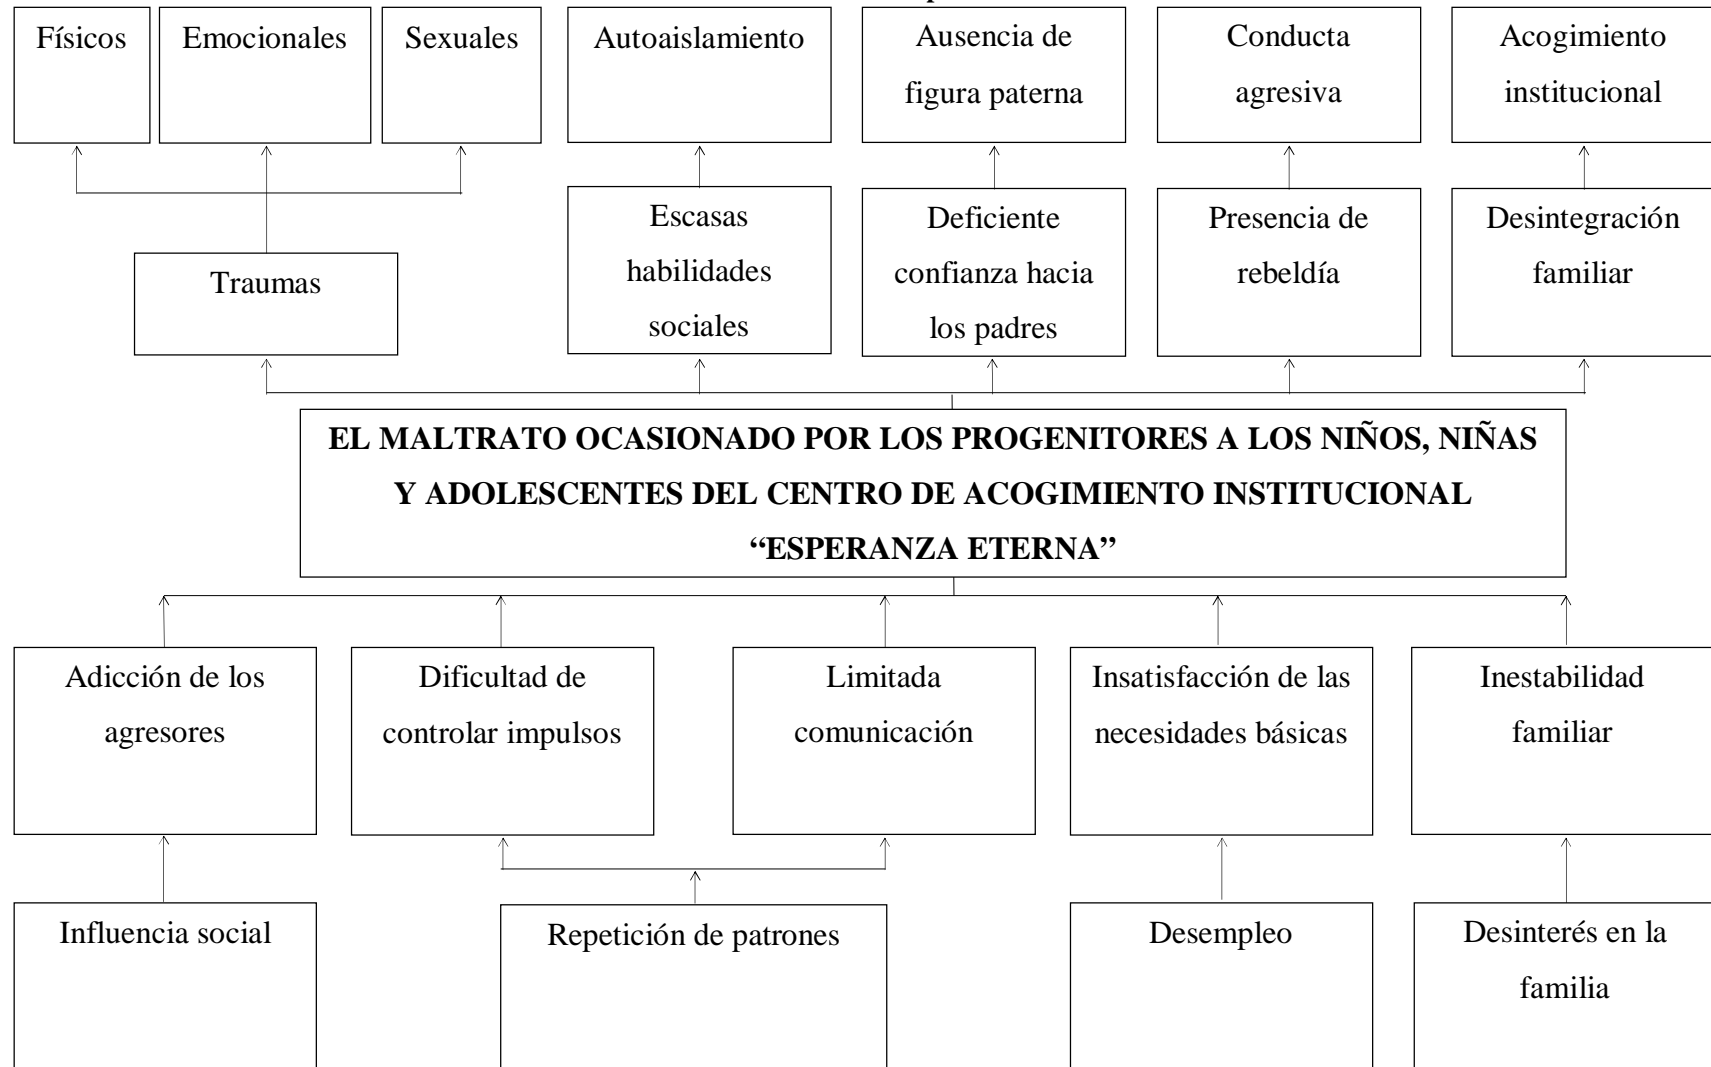 Físicos
Emocionales
Sexuales
Autoaislamiento
Ausencia de
figura paterna
Conducta
agresiva
Acogimiento
institucional
Traumas
Escasas
habilidades
sociales
Deficiente
confianza hacia
los padres
Presencia de
rebeldía
Desintegración
familiar
EL MALTRATO OCASIONADO POR LOS PROGENITORES A LOS NIÑOS, NIÑAS
Y ADOLESCENTES DEL CENTRO DE ACOGIMIENTO INSTITUCIONAL
“ESPERANZA ETERNA”
Adicción de los
agresores
Dificultad de
controlar impulsos
Limitada
comunicación
Insatisfacción de las
necesidades básicas
Inestabilidad
familiar
Influencia social
Repetición de patrones
Desempleo
Desinterés en la
familia